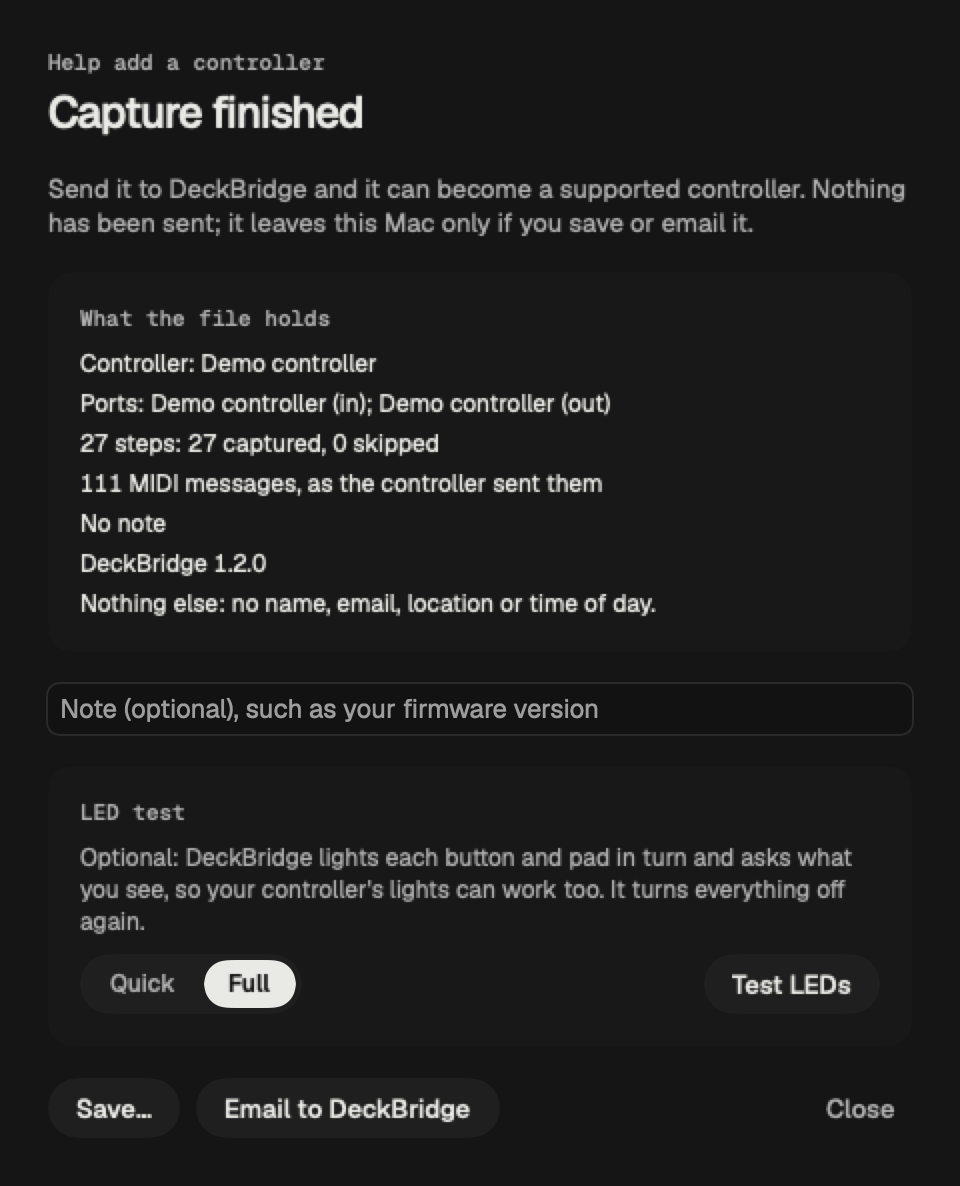 Help add a controller
Capture finished
Send it to DeckBridge and it can become a supported controller. Nothing
has been sent; it leaves this Mac only if you save or email it.
What the file holds
Controller: Demo controller
Ports: Demo controller (in); Demo controller (out)
27 steps: 27 captured, 0 skipped
111 MIDI messages, as the controller sent them
No note
DeckBridge 1.2.0
Nothing else: no name, email, location or time of day.
Note (optional), such as your firmware version
LED test
Optional: DeckBridge lights each button and pad in turn and asks what
you see, so your controller's lights can work too. It turns everything off
again.
Quick Full Test LEDs
Save... Email to DeckBridge Close